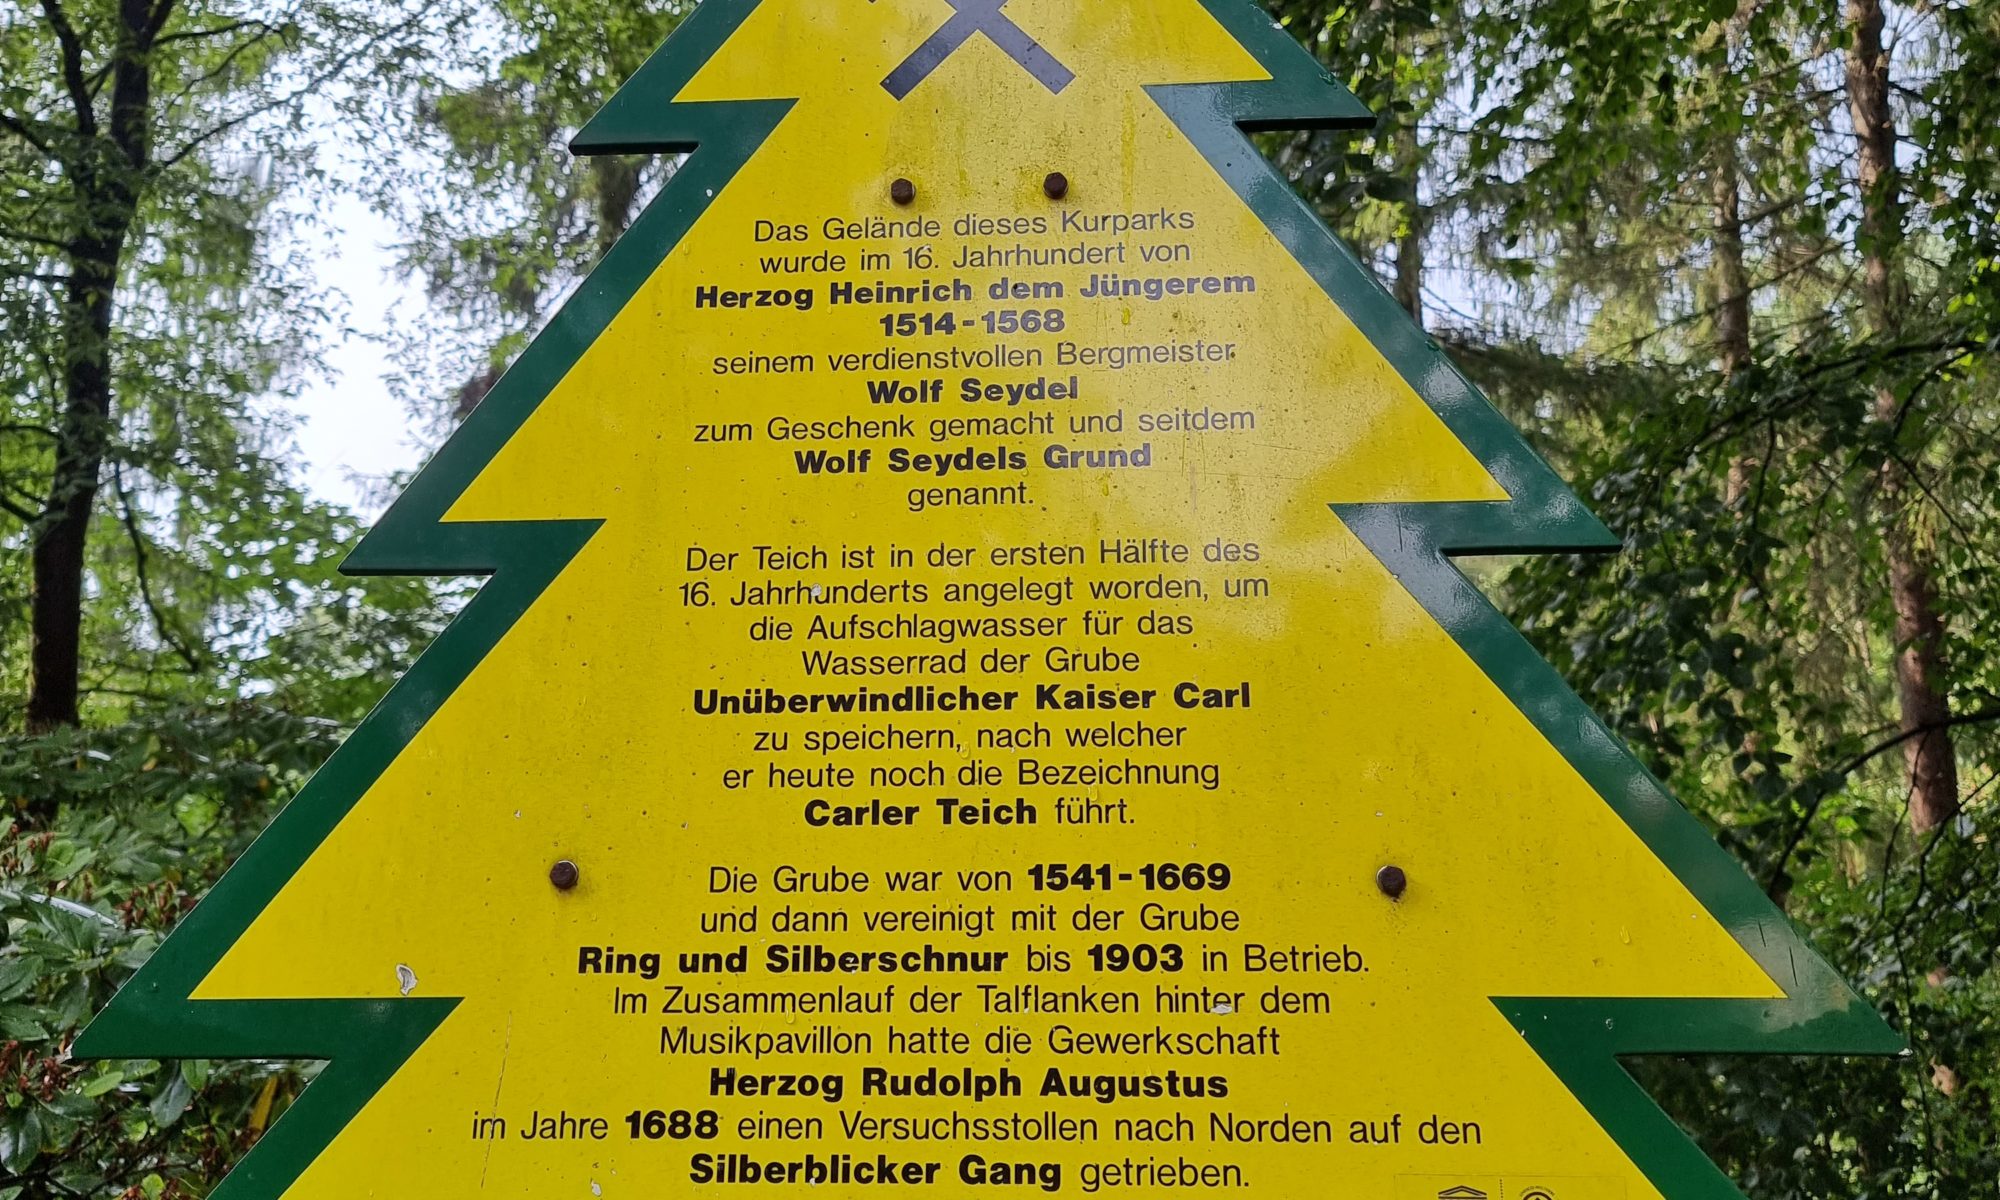 Das Gelände dieses Kurparks
wurde im 16. Jahrhundert von
Herzog Heinrich dem Jüngerem
1514-1568
seinem verdienstvollen Bergmeister
Wolf Seydel
zum Geschenk gemacht und seitdem
Wolf Seydels Grund
genannt.
Der Teich ist in der ersten Hälfte des
16. Jahrhunderts angelegt worden, um
die Aufschlagwasser für das
Wasserrad der Grube
Unüberwindlicher Kaiser Carl
zu speichern, nach welcher
er heute noch die Bezeichnung
Carler Teich führt.
Die Grube war von 1541-1669
und dann vereinigt mit der Grube
Ring und Silberschnur bis 1903 in Betrieb.
Im Zusammenlauf der Talflanken hinter dem
Musikpavillon hatte die Gewerkschaft
Herzog Rudolph Augustus
im Jahre 1688 einen Versuchsstollen nach Norden auf den
Silberblicker Gang getrieben.